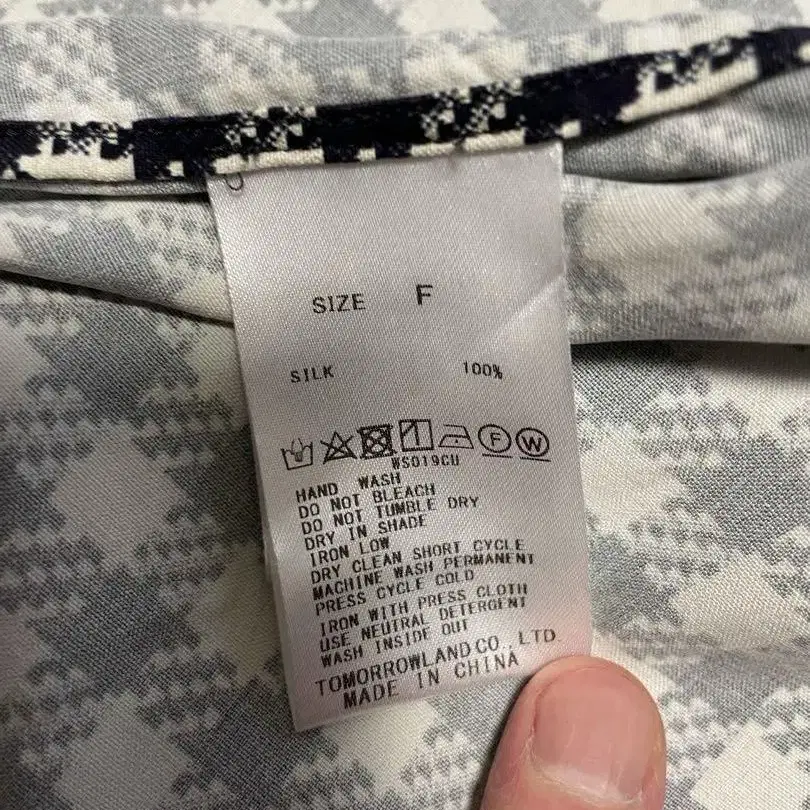 SIZE F
SILK 100%
F W
WS019CU
HAND WASH
DO NOT BLEACH
DO NOT TUMBLE DRY
DRY IN SHADE
IRON LOW
DRY CLEAN SHORT CYCLE
MACHINE WASH PERMANENT
PRESS CYCLE COLD
IRON WITH PRESS CLOTH
USE NEUTRAL DETERGENT
WASH INSIDE OUT
TOMORROWLAND CO., LTD.
MADE IN CHINA